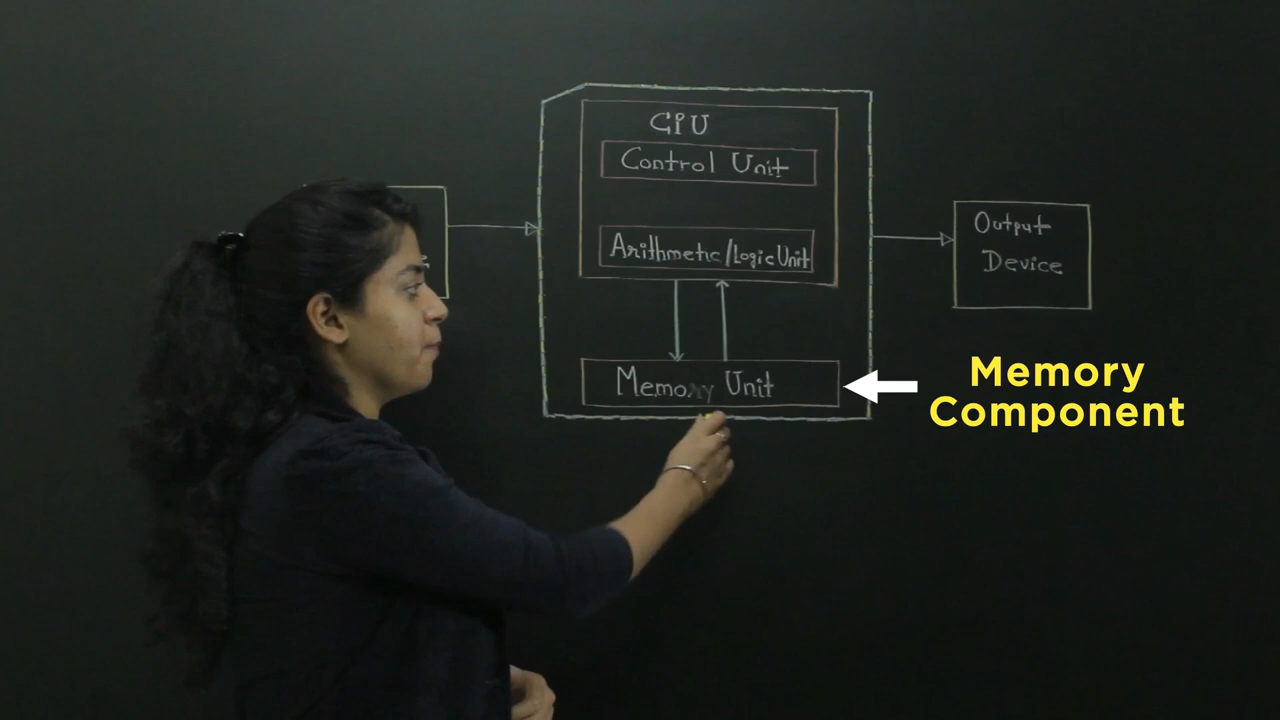 CPU
Control Unit
Arithmetic/Logic Unit
Memory Unit
Output
Device
Memory
Component